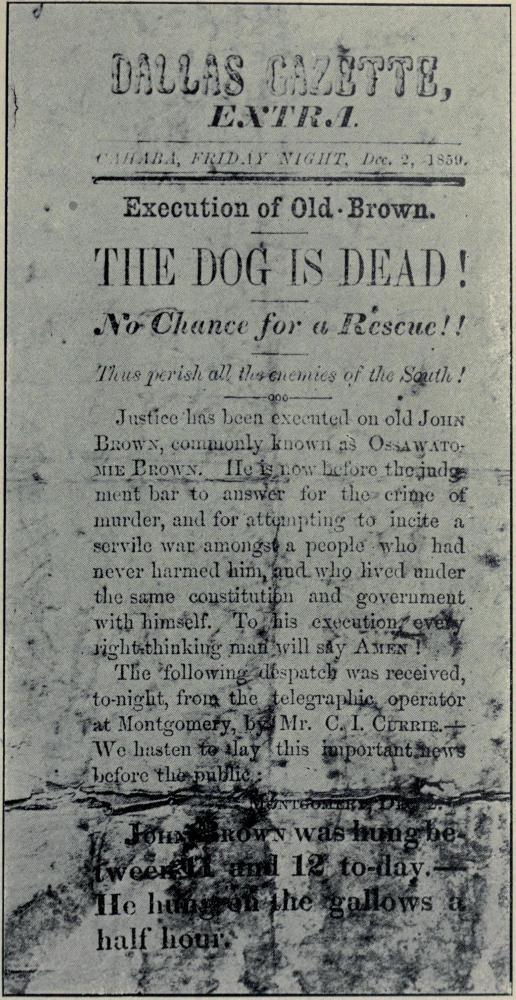 DALLAS GAZETTE,
EXTRA.
CAHABA, FRIDAY NIGHT, Dec. 2, 1859.
Execution of Old Brown.
THE DOG IS DEAD!
No Chance for a Rescue!!
Thus perish all the enemies of the South!
Justice has been executed on old JOHN
BROWN, commonly known as OSSAWATO-
MIE BROWN. He is now before the judg-
ment bar to answer for the crime of
murder, and for attempting to incite a
servile war amongst a people who had
never harmed him, and who lived under
the same constitution and government
with himself. To his execution, every
right-thinking man will say AMEN!
The following despatch was received,
to-night, from the telegraphic operator
at Montgomery, by Mr. C. I. CURRIE.—
We hasten to lay this important news
before the public:
MONTGOMERY,
JOHN BROWN was hung be-
tween 11 and 12 to-day.—
He hung on the gallows a
half hour.